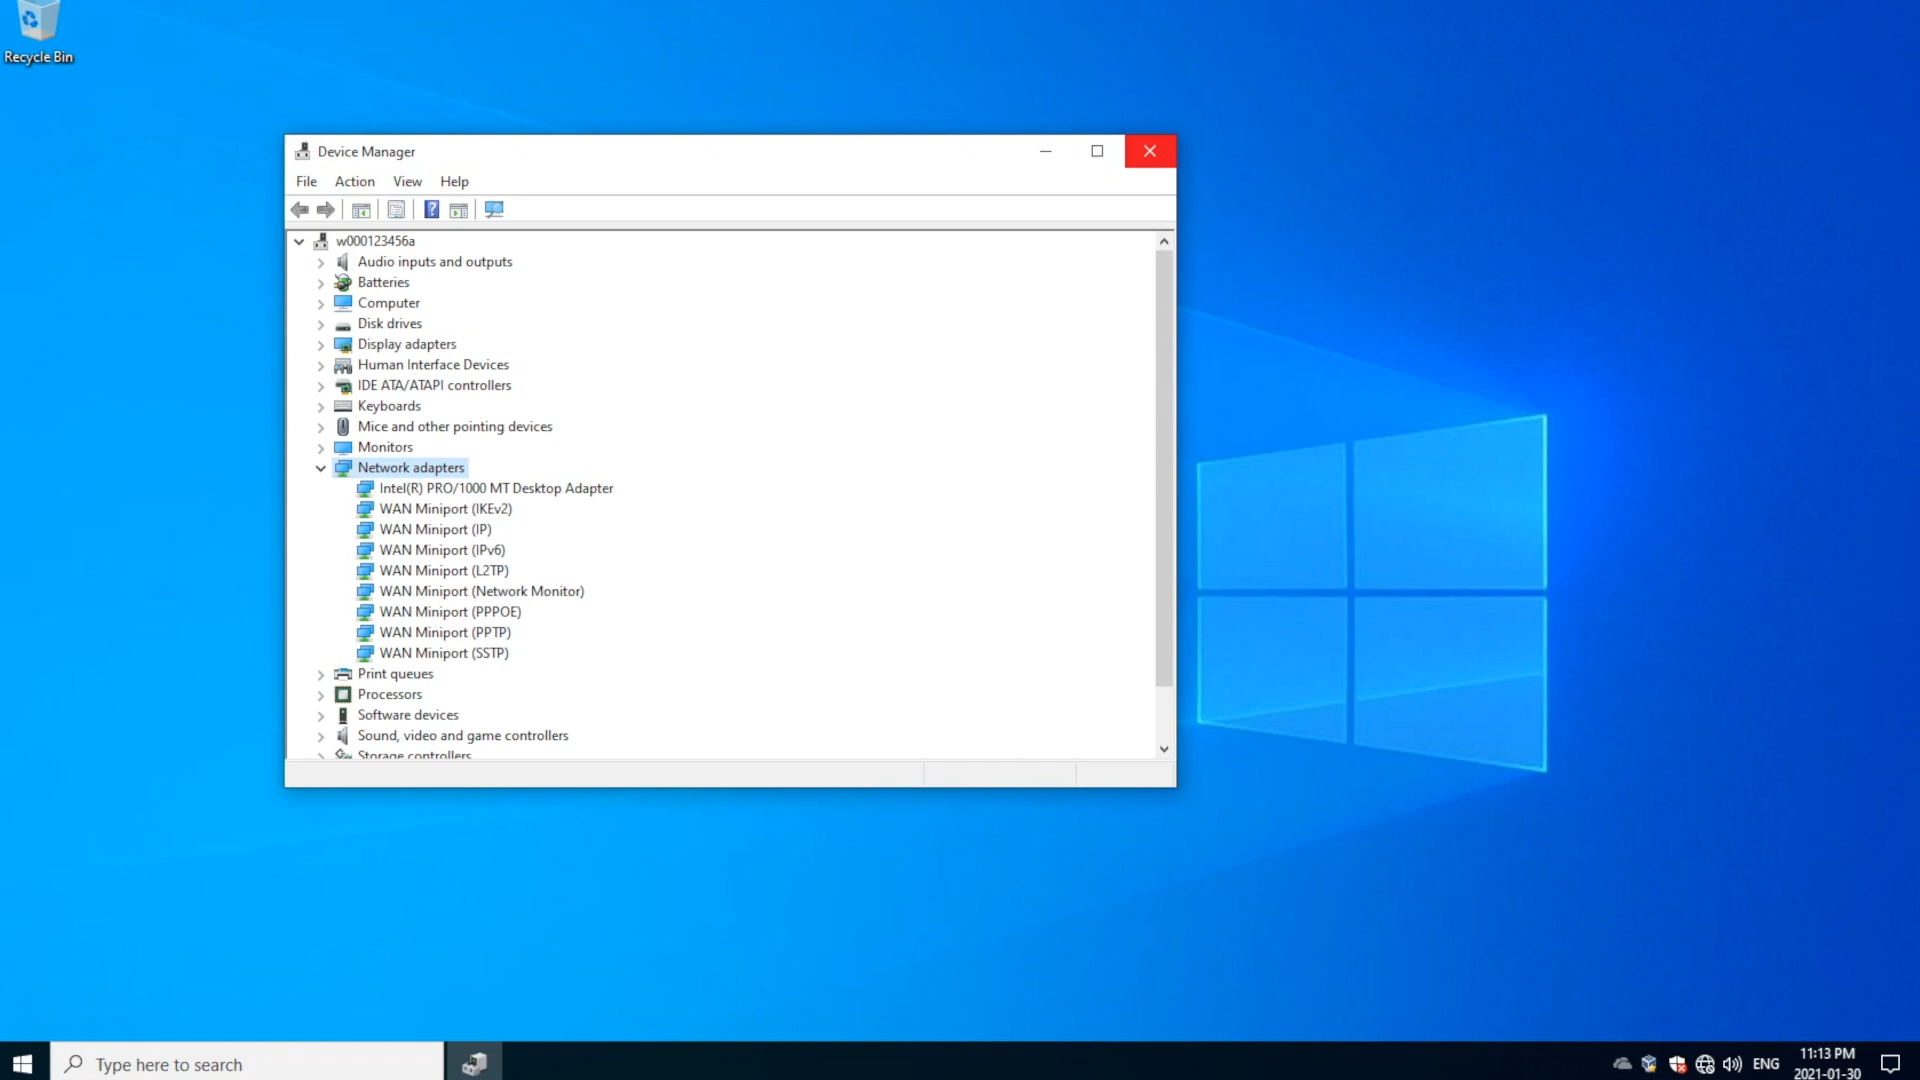 Recycle Bin
Device Manager
File Action View Help
w000123456a
Audio inputs and outputs
Batteries
Computer
Disk drives
Display adapters
Human Interface Devices
IDE ATA/ATAPI controllers
Keyboards
Mice and other pointing devices
Monitors
Network adapters
Intel(R) PRO/1000 MT Desktop Adapter
WAN Miniport (IKEv2)
WAN Miniport (IP)
WAN Miniport (IPv6)
WAN Miniport (L2TP)
WAN Miniport (Network Monitor)
WAN Miniport (PPPOE)
WAN Miniport (PPTP)
WAN Miniport (SSTP)
Print queues
Processors
Software devices
Sound, video and game controllers
Storage controllers
Type here to search
ENG
11:13 PM
2021-01-30